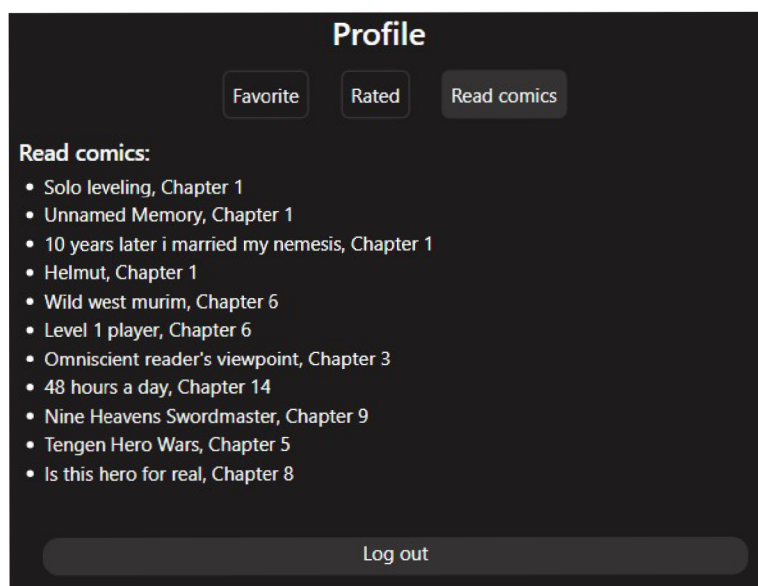 Profile
Favorite Rated Read comics
Read comics:
• Solo leveling, Chapter 1
• Unnamed Memory, Chapter 1
• 10 years later i married my nemesis, Chapter 1
• Helmut, Chapter 1
• Wild west murim, Chapter 6
• Level 1 player, Chapter 6
• Omniscient reader's viewpoint, Chapter 3
• 48 hours a day, Chapter 14
• Nine Heavens Swordmaster, Chapter 9
• Tengen Hero Wars, Chapter 5
• Is this hero for real, Chapter 8
Log out